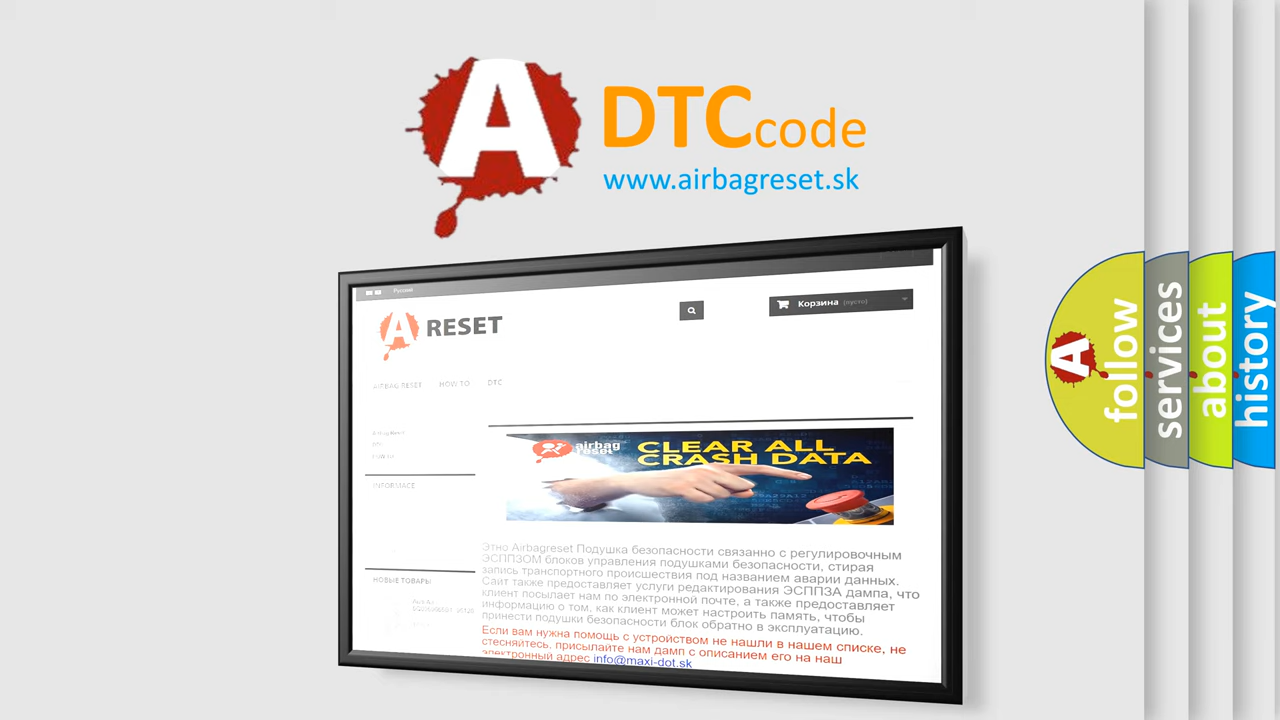 A DTCcode
www.airbagreset.sk
Русский
A RESET
Корзина (пусто)
AIRBAG RESET HOW TO DTC
INFORMACE
airbag
reset
CLEAR ALL
CRASH DATA
НОВЫЕ ТОВАРЫ
Этно Airbagreset Подушка безопасности связанно с регулировочным
ЭСППЗОМ блоков управления подушками безопасности, стирая
запись транспортного происшествия под названием аварии данных.
Сайт также предоставляет услуги редактирования ЭСППЗА дампа, что
клиент посылает нам по электронной почте, а также предоставляет
информацию о том, как клиент может настроить память, чтобы
принести подушки безопасности блок обратно в эксплуатацию.
Если вам нужна помощь с устройством не нашли в нашем списке, не
стесняйтесь, присылайте нам дамп с описанием его на наш
электронный адрес info@maxi-dot.sk
A
follow
services
about
history